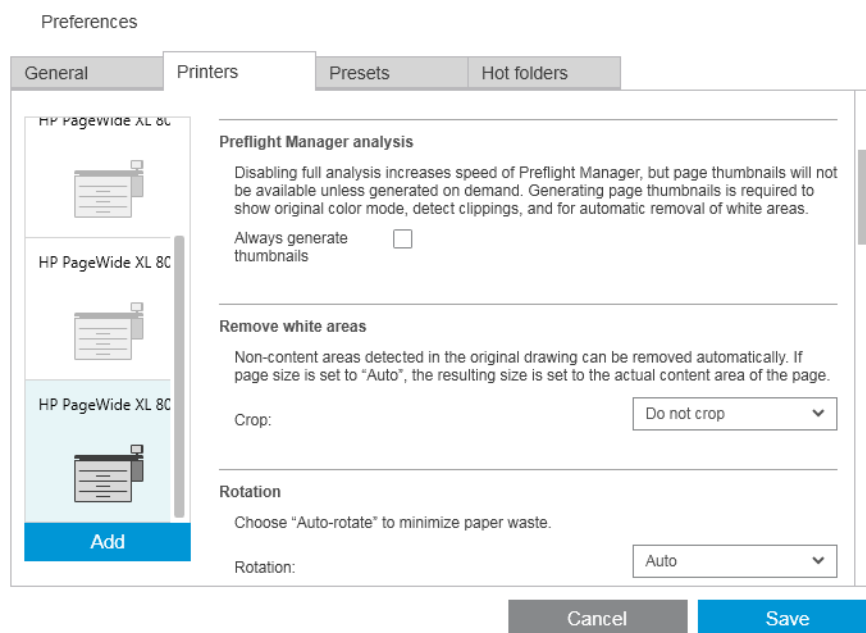 Preferences
General
Printers
Presets
Hot folders
HP PageWide XL 80
HP PageWide XL 80
HP PageWide XL 80
Add
Preflight Manager analysis
Disabling full analysis increases speed of Preflight Manager, but page thumbnails will not
be available unless generated on demand. Generating page thumbnails is required to
show original color mode, detect clippings, and for automatic removal of white areas.
Always generate
thumbnails
Remove white areas
Non-content areas detected in the original drawing can be removed automatically. If
page size is set to “Auto”, the resulting size is set to the actual content area of the page.
Crop:
Do not crop
Rotation
Choose “Auto-rotate” to minimize paper waste.
Rotation:
Auto
Cancel
Save